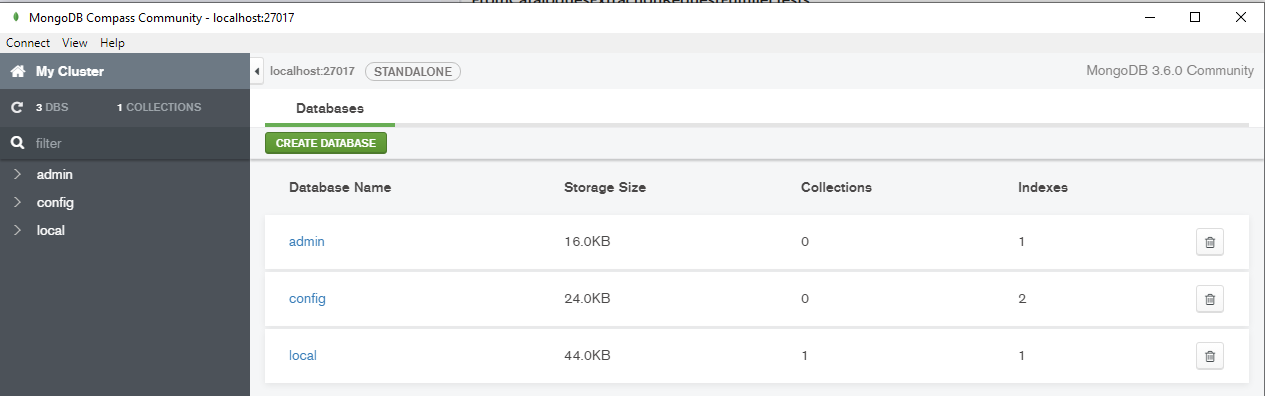 MongoDB Compass Community - localhost:27017
Connect View Help
My Cluster
localhost:27017 STANDALONE
MongoDB 3.6.0 Community
3 DBS 1 COLLECTIONS
Databases
filter
CREATE DATABASE
admin
config
local
Database Name Storage Size Collections Indexes
admin 16.0KB 0 1
config 24.0KB 0 2
local 44.0KB 1 1